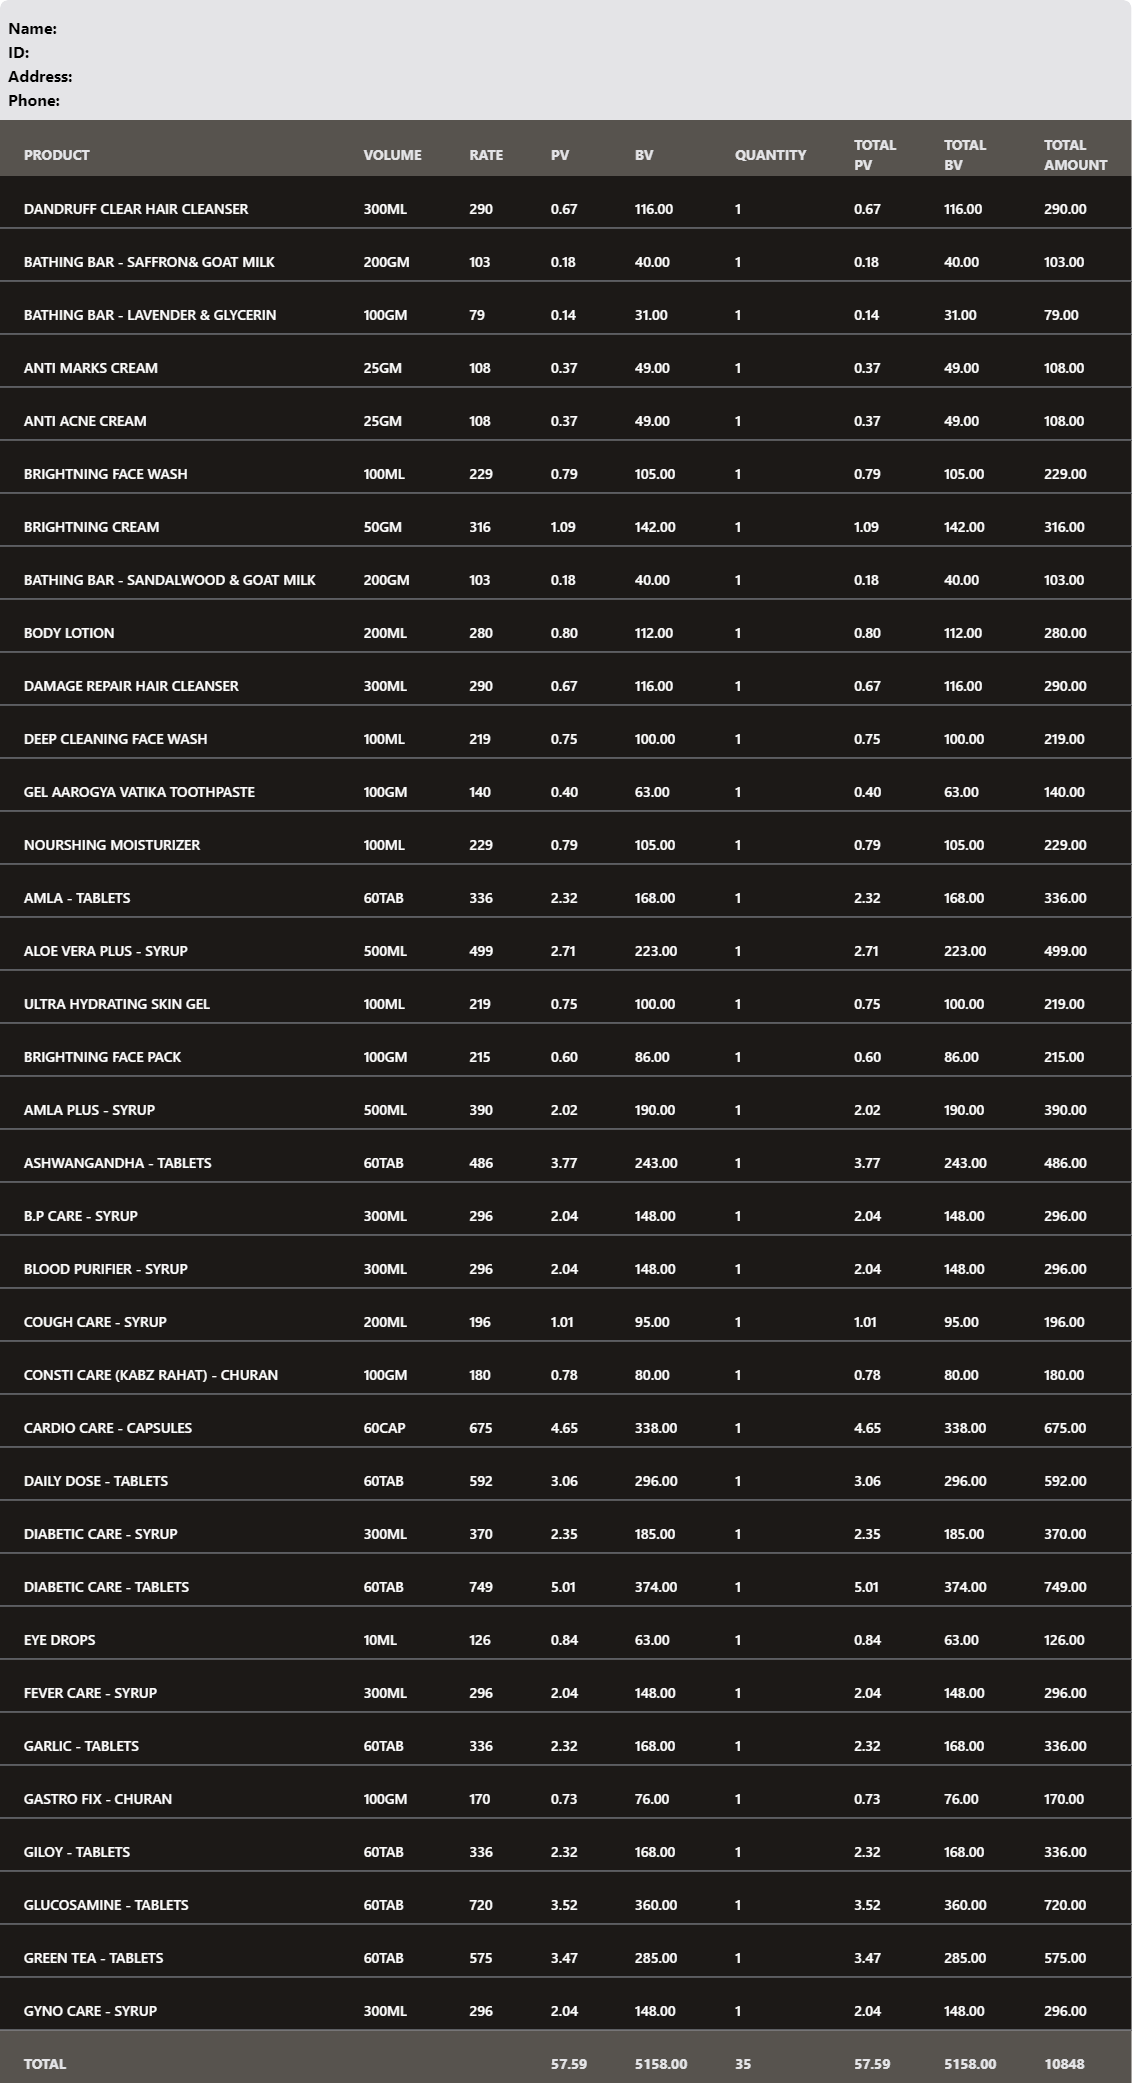 Name:
ID:
Address:
Phone:
PRODUCT VOLUME RATE PV BV QUANTITY TOTAL PV TOTAL BV TOTAL AMOUNT
DANDRUFF CLEAR HAIR CLEANSER 300ML 290 0.67 116.00 1 0.67 116.00 290.00
BATHING BAR - SAFFRON& GOAT MILK 200GM 103 0.18 40.00 1 0.18 40.00 103.00
BATHING BAR - LAVENDER & GLYCERIN 100GM 79 0.14 31.00 1 0.14 31.00 79.00
ANTI MARKS CREAM 25GM 108 0.37 49.00 1 0.37 49.00 108.00
ANTI ACNE CREAM 25GM 108 0.37 49.00 1 0.37 49.00 108.00
BRIGHTNING FACE WASH 100ML 229 0.79 105.00 1 0.79 105.00 229.00
BRIGHTNING CREAM 50GM 316 1.09 142.00 1 1.09 142.00 316.00
BATHING BAR - SANDALWOOD & GOAT MILK 200GM 103 0.18 40.00 1 0.18 40.00 103.00
BODY LOTION 200ML 280 0.80 112.00 1 0.80 112.00 280.00
DAMAGE REPAIR HAIR CLEANSER 300ML 290 0.67 116.00 1 0.67 116.00 290.00
DEEP CLEANING FACE WASH 100ML 219 0.75 100.00 1 0.75 100.00 219.00
GEL AAROGYA VATIKA TOOTHPASTE 100GM 140 0.40 63.00 1 0.40 63.00 140.00
NOURSHING MOISTURIZER 100ML 229 0.79 105.00 1 0.79 105.00 229.00
AMLA - TABLETS 60TAB 336 2.32 168.00 1 2.32 168.00 336.00
ALOE VERA PLUS - SYRUP 500ML 499 2.71 223.00 1 2.71 223.00 499.00
ULTRA HYDRATING SKIN GEL 100ML 219 0.75 100.00 1 0.75 100.00 219.00
BRIGHTNING FACE PACK 100GM 215 0.60 86.00 1 0.60 86.00 215.00
AMLA PLUS - SYRUP 500ML 390 2.02 190.00 1 2.02 190.00 390.00
ASHWANGANDHA - TABLETS 60TAB 486 3.77 243.00 1 3.77 243.00 486.00
B.P CARE - SYRUP 300ML 296 2.04 148.00 1 2.04 148.00 296.00
BLOOD PURIFIER - SYRUP 300ML 296 2.04 148.00 1 2.04 148.00 296.00
COUGH CARE - SYRUP 200ML 196 1.01 95.00 1 1.01 95.00 196.00
CONSTI CARE (KABZ RAHAT) - CHURAN 100GM 180 0.78 80.00 1 0.78 80.00 180.00
CARDIO CARE - CAPSULES 60CAP 675 4.65 338.00 1 4.65 338.00 675.00
DAILY DOSE - TABLETS 60TAB 592 3.06 296.00 1 3.06 296.00 592.00
DIABETIC CARE - SYRUP 300ML 370 2.35 185.00 1 2.35 185.00 370.00
DIABETIC CARE - TABLETS 60TAB 749 5.01 374.00 1 5.01 374.00 749.00
EYE DROPS 10ML 126 0.84 63.00 1 0.84 63.00 126.00
FEVER CARE - SYRUP 300ML 296 2.04 148.00 1 2.04 148.00 296.00
GARLIC - TABLETS 60TAB 336 2.32 168.00 1 2.32 168.00 336.00
GASTRO FIX - CHURAN 100GM 170 0.73 76.00 1 0.73 76.00 170.00
GILOY - TABLETS 60TAB 336 2.32 168.00 1 2.32 168.00 336.00
GLUCOSAMINE - TABLETS 60TAB 720 3.52 360.00 1 3.52 360.00 720.00
GREEN TEA - TABLETS 60TAB 575 3.47 285.00 1 3.47 285.00 575.00
GYNO CARE - SYRUP 300ML 296 2.04 148.00 1 2.04 148.00 296.00
TOTAL 57.59 5158.00 35 57.59 5158.00 10848